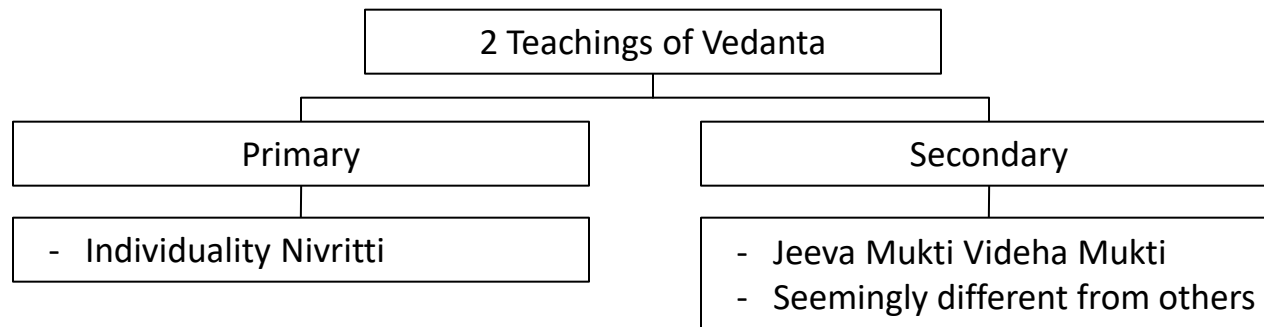 2 Teachings of Vedanta
Primary
Secondary
- Individuality Nivritti
- Jeeva Mukti Videha Mukti
- Seemingly different from others